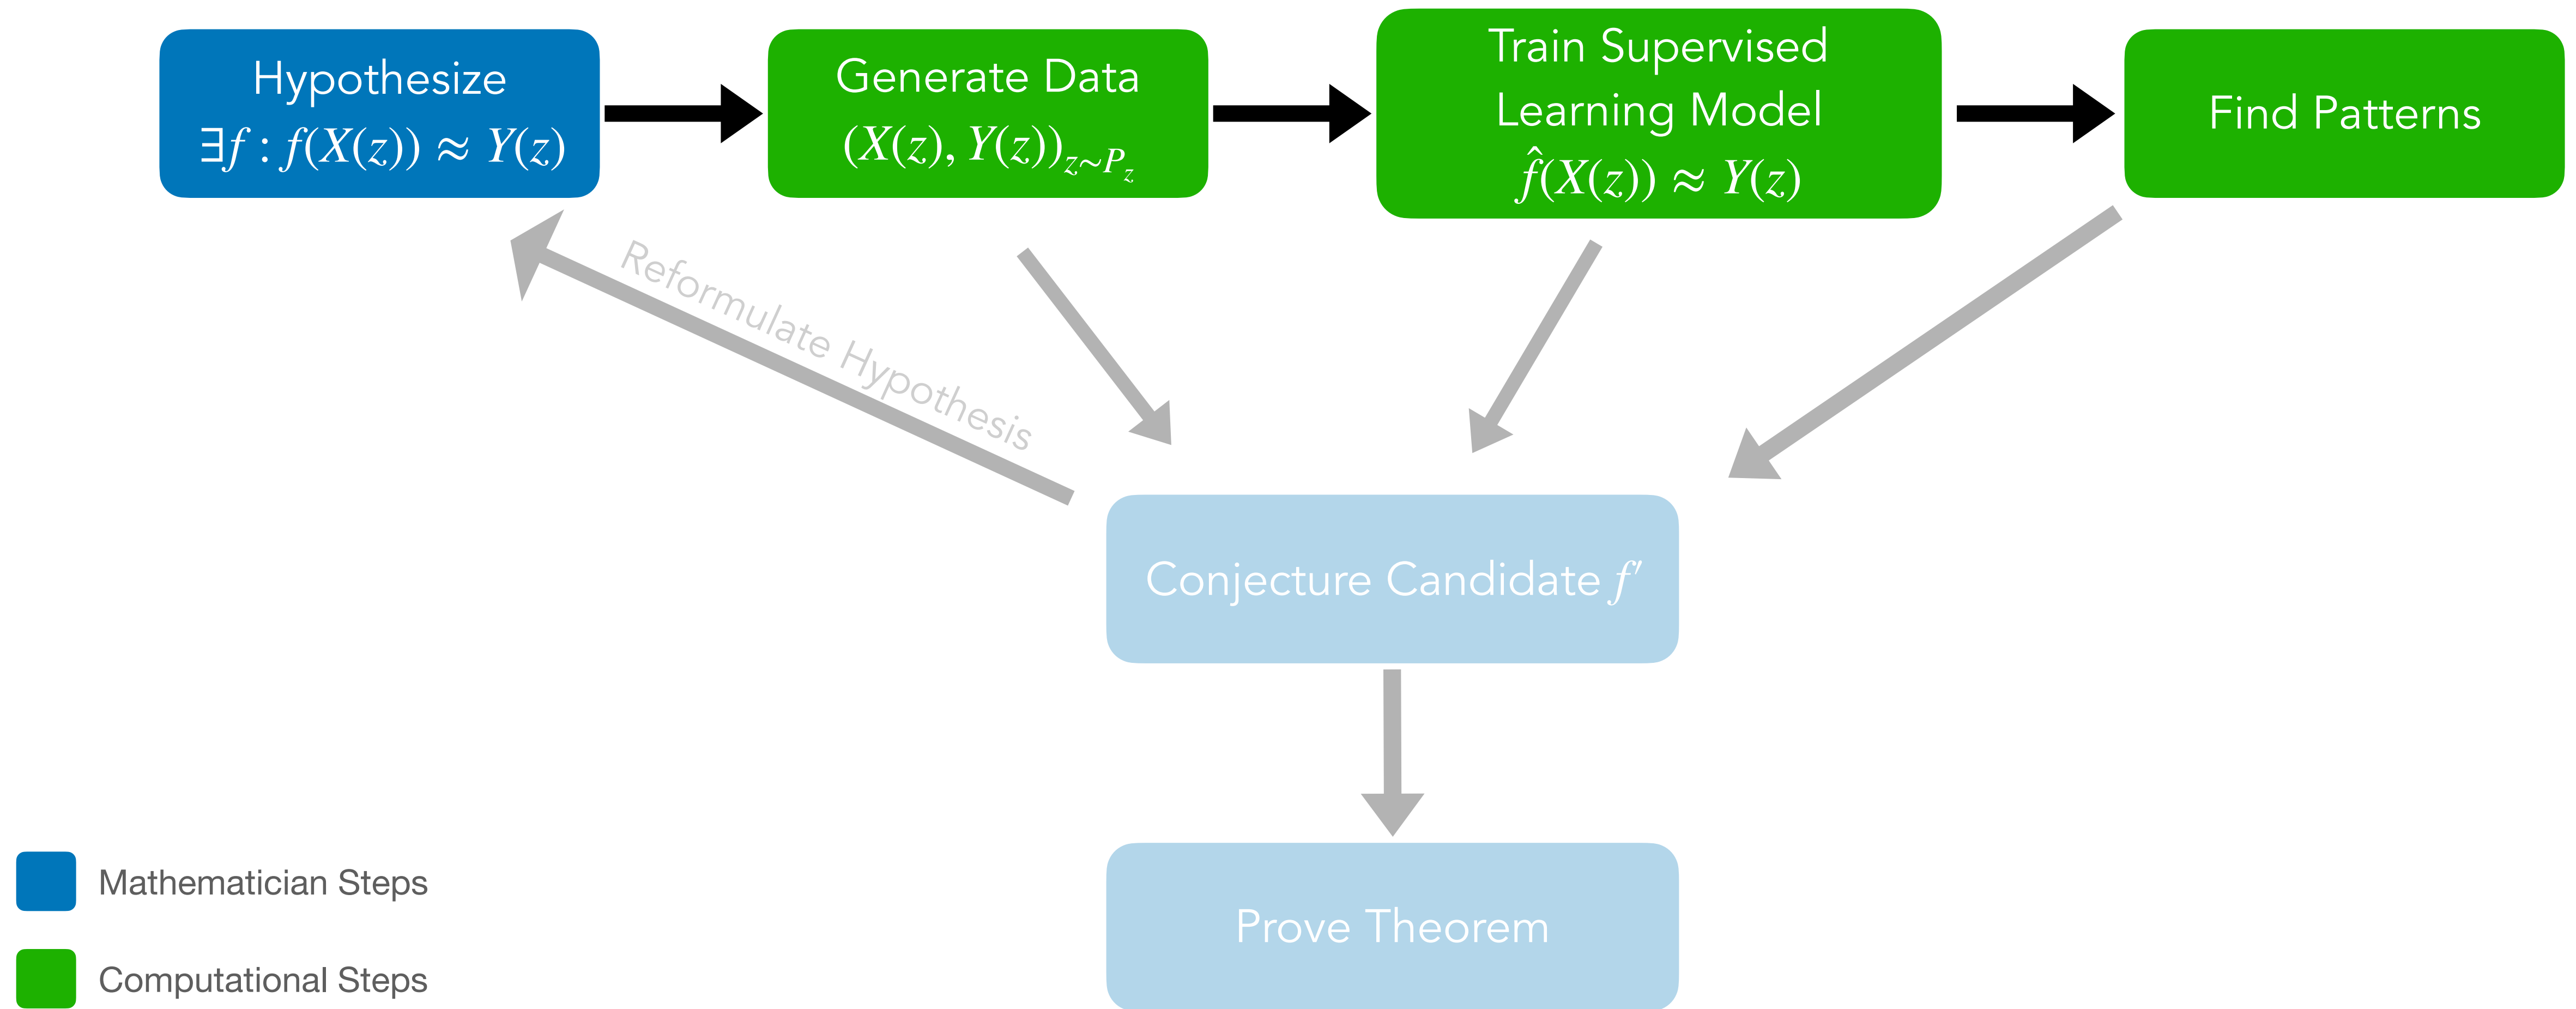 Hypothesize
∃f : f(X(z)) ≈ Y(z)
Generate Data
(X(z), Y(z))_{z∼P_z}
Train Supervised
Learning Model
f̂(X(z)) ≈ Y(z)
Find Patterns
Reformulate Hypothesis
Conjecture Candidate f′
Prove Theorem
Mathematician Steps
Computational Steps